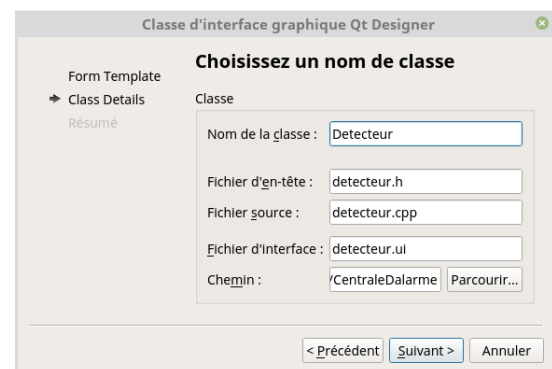 Classe d'interface graphique Qt Designer
Form Template
Class Details
Résumé
Choisissez un nom de classe
Classe
Nom de la classe : Detecteur
Fichier d'en-tête : detecteur.h
Fichier source : detecteur.cpp
Fichier d'interface : detecteur.ui
Chemin : /CentraleDalarme Parcourir...
< Précédent Suivant > Annuler